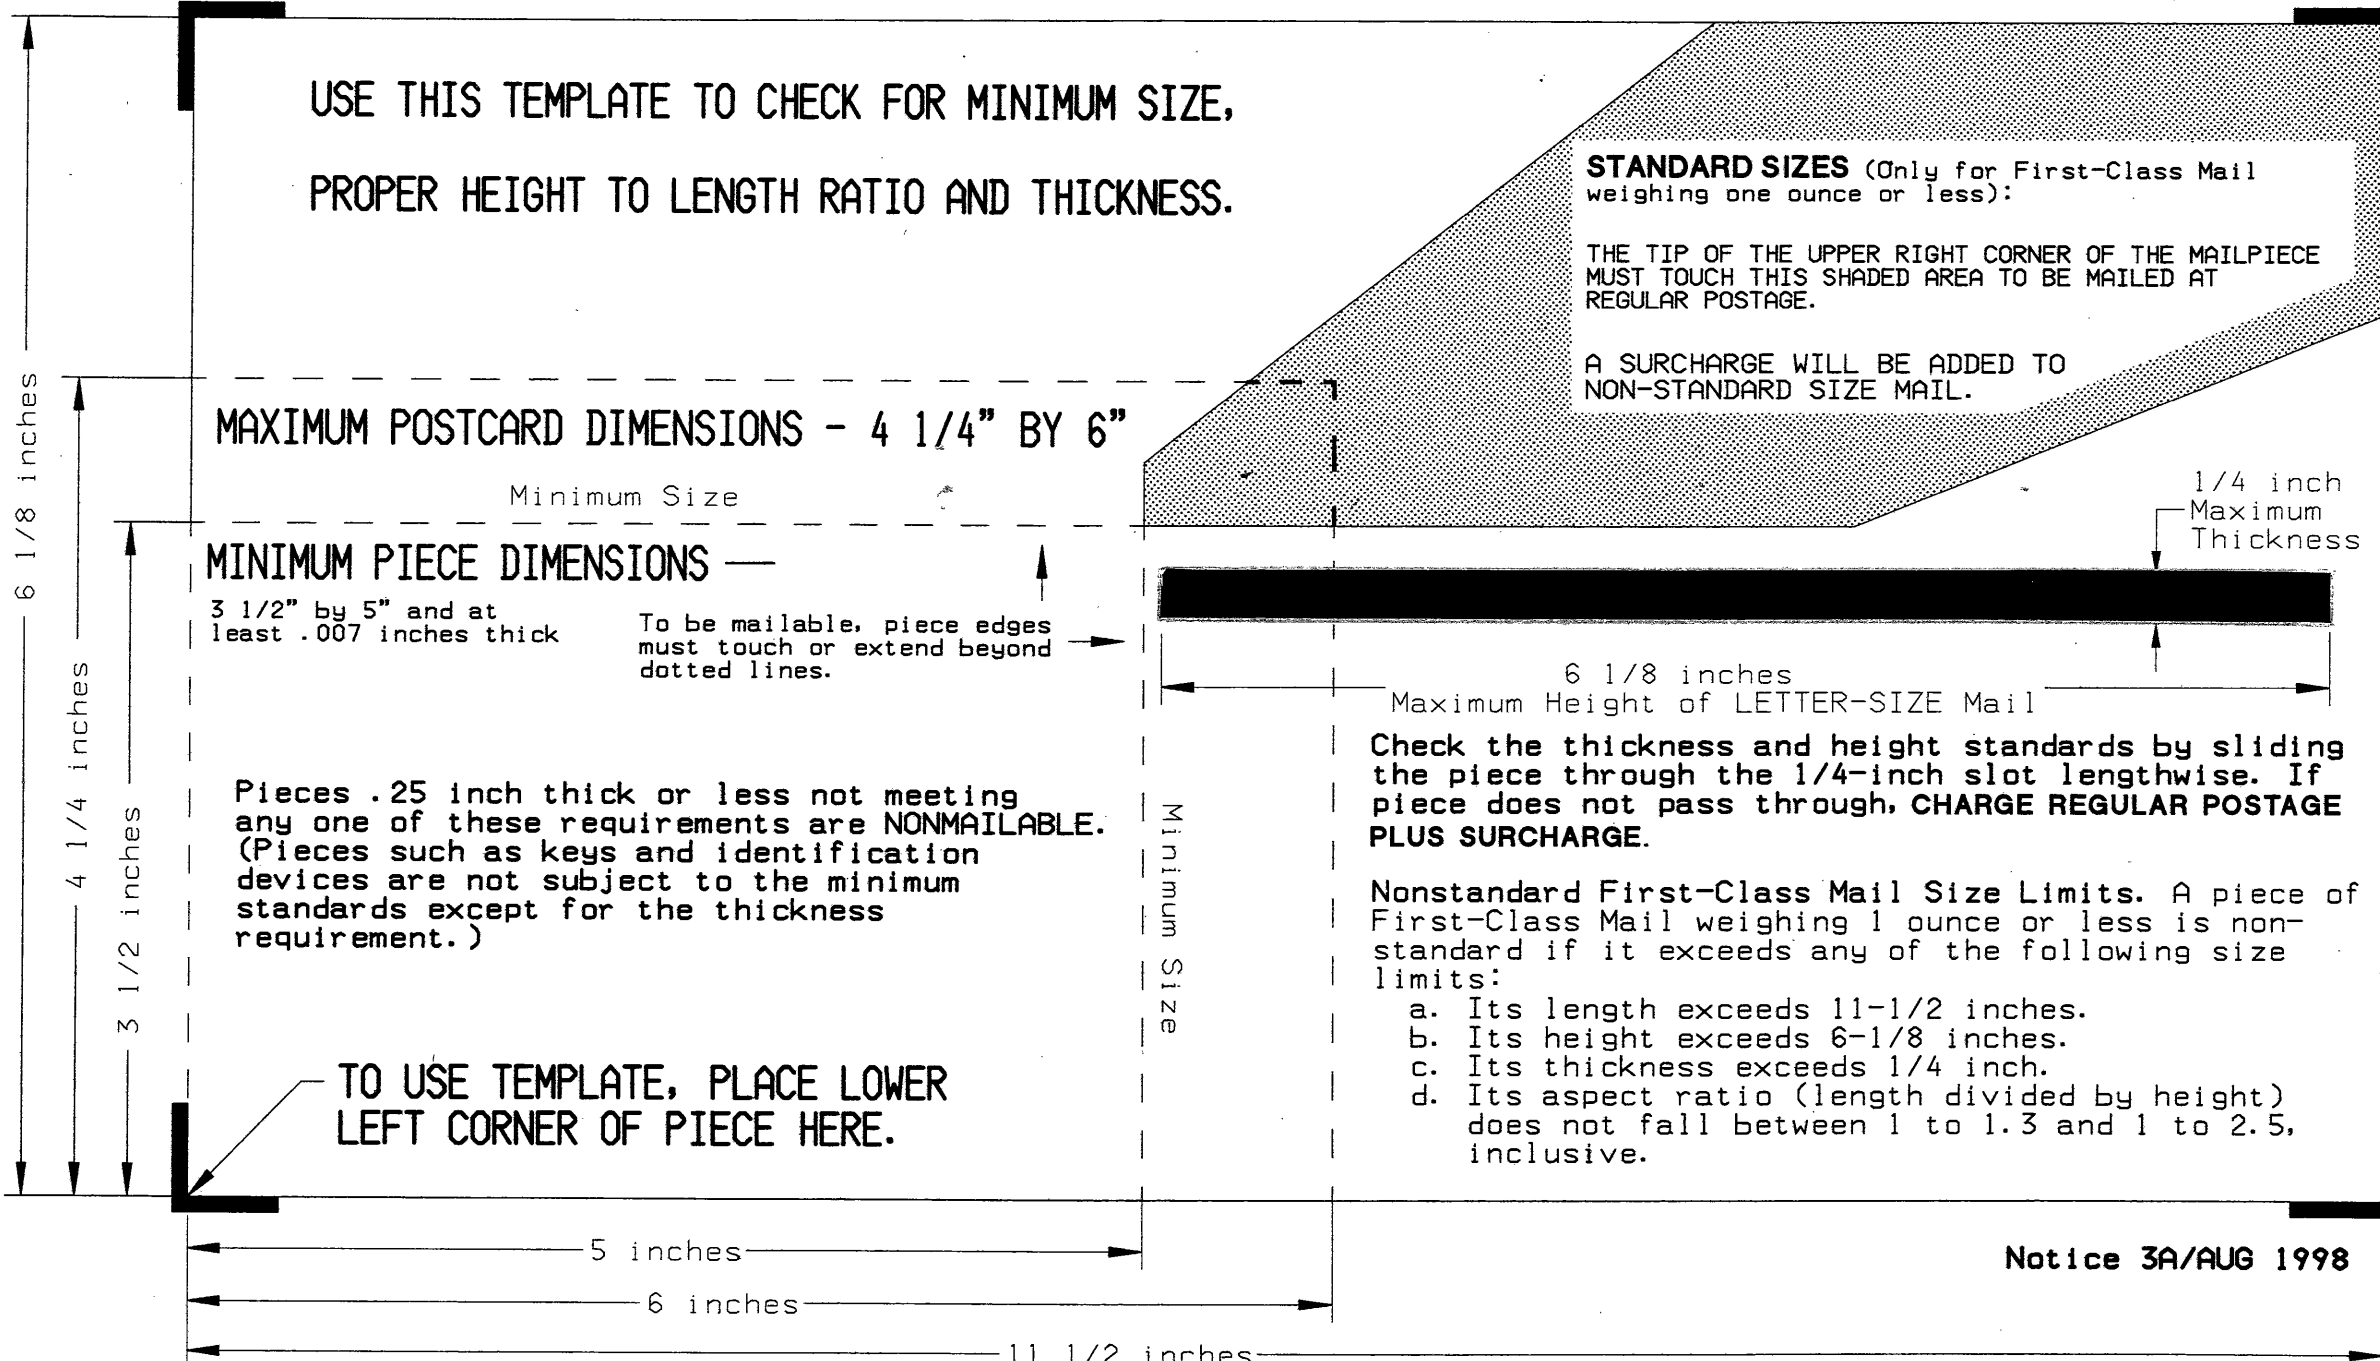 USE THIS TEMPLATE TO CHECK FOR MINIMUM SIZE,
PROPER HEIGHT TO LENGTH RATIO AND THICKNESS.
STANDARD SIZES (Only for First-Class Mail
weighing one ounce or less):
THE TIP OF THE UPPER RIGHT CORNER OF THE MAILPIECE
MUST TOUCH THIS SHADED AREA TO BE MAILED AT
REGULAR POSTAGE.
A SURCHARGE WILL BE ADDED TO
NON-STANDARD SIZE MAIL.
6 1/8 inches
4 1/4 inches
3 1/2 inches
MAXIMUM POSTCARD DIMENSIONS - 4 1/4" BY 6"
Minimum Size
MINIMUM PIECE DIMENSIONS —
3 1/2" by 5" and at
least .007 inches thick
To be mailable, piece edges
must touch or extend beyond
dotted lines.
1/4 inch
Maximum
Thickness
6 1/8 inches
Maximum Height of LETTER-SIZE Mail
Pieces .25 inch thick or less not meeting
any one of these requirements are NONMAILABLE.
(Pieces such as keys and identification
devices are not subject to the minimum
standards except for the thickness
requirement.)
Minimum Size
Check the thickness and height standards by sliding
the piece through the 1/4-inch slot lengthwise. If
piece does not pass through, CHARGE REGULAR POSTAGE
PLUS SURCHARGE.
Nonstandard First-Class Mail Size Limits. A piece of
First-Class Mail weighing 1 ounce or less is non-
standard if it exceeds any of the following size
limits:
a. Its length exceeds 11-1/2 inches.
b. Its height exceeds 6-1/8 inches.
c. Its thickness exceeds 1/4 inch.
d. Its aspect ratio (length divided by height)
does not fall between 1 to 1.3 and 1 to 2.5,
inclusive.
TO USE TEMPLATE, PLACE LOWER
LEFT CORNER OF PIECE HERE.
5 inches
6 inches
11 1/2 inches
Notice 3A/AUG 1998